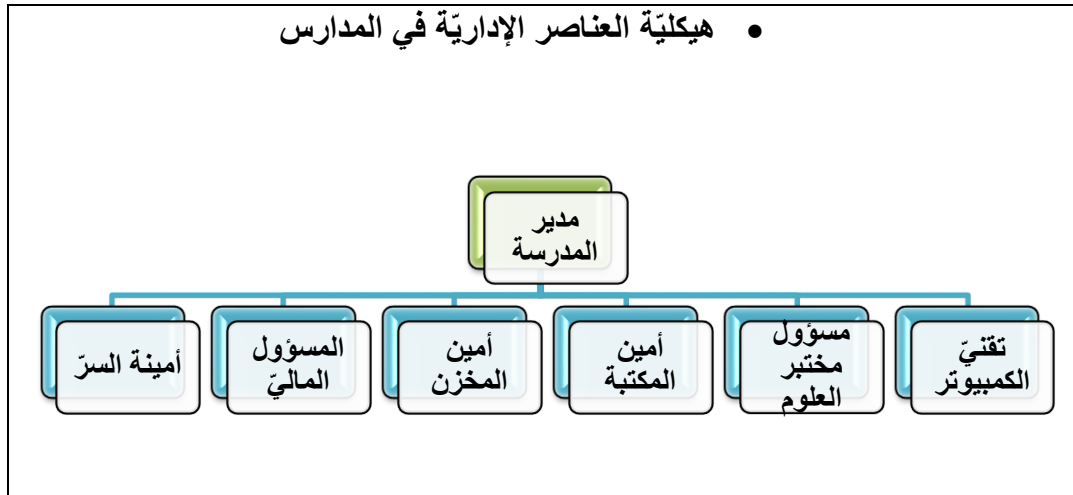 • هيكليّة العناصر الإداريّة في المدارس
مدير
المدرسة
تقنيّ
الكمبيوتر
مسؤول
مختبر
العلوم
أمين
المكتبة
أمين
المخزن
المسؤول
الماليّ
أمينة السرّ